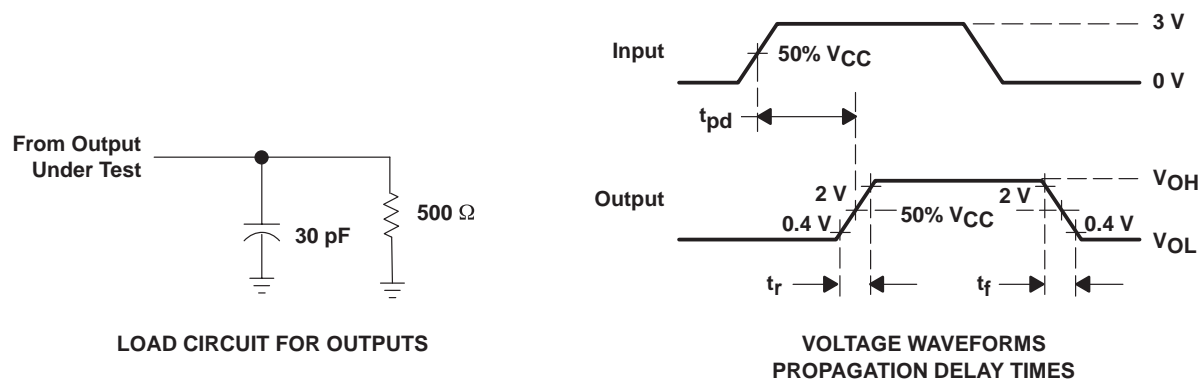 From Output
Under Test
30 pF
500 Ω
LOAD CIRCUIT FOR OUTPUTS
Input
50% VCC
3 V
0 V
tpd
Output
2 V
0.4 V
50% VCC
2 V
0.4 V
VOH
VOL
tr
tf
VOLTAGE WAVEFORMS
PROPAGATION DELAY TIMES